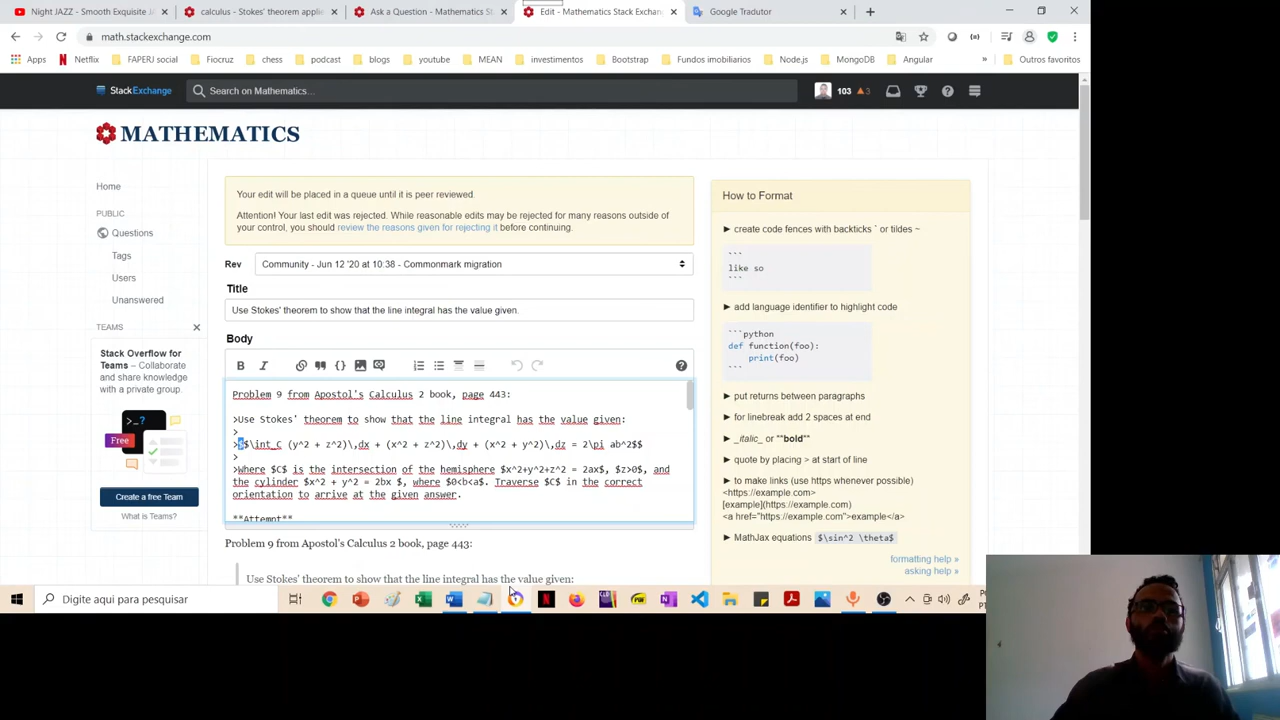 Night JAZZ - Smooth Exquisite JA
calculus - Stokes' theorem applie
Ask a Question - Mathematics St
Edit - Mathematics Stack Exchan
Google Tradutor
math.stackexchange.com
Apps Netflix FAPERJ social Fiocruz chess podcast blogs youtube MEAN investimentos Bootstrap Fundos imobiliarios Node.js MongoDB Angular » Outros favoritos
StackExchange Search on Mathematics... 103 3
MATHEMATICS
Home
PUBLIC
Questions
Tags
Users
Unanswered
TEAMS
Stack Overflow for
Teams – Collaborate
and share knowledge
with a private group.
>_?
Free
Create a free Team
What is Teams?
Your edit will be placed in a queue until it is peer reviewed.
Attention! Your last edit was rejected. While reasonable edits may be rejected for many reasons outside of
your control, you should review the reasons given for rejecting it before continuing.
Rev Community - Jun 12 '20 at 10:38 - Commonmark migration
Title
Use Stokes' theorem to show that the line integral has the value given.
Body
B I {}
Problem 9 from Apostol's Calculus 2 book, page 443:
>Use Stokes' theorem to show that the line integral has the value given:
>
>$$\int_C (y^2 + z^2)\,dx + (x^2 + z^2)\,dy + (x^2 + y^2)\,dz = 2\pi ab^2$$
>
>Where $C$ is the intersection of the hemisphere $x^2+y^2+z^2 = 2ax$, $z>0$, and
the cylinder $x^2 + y^2 = 2bx $, where $0<b<a$. Traverse $C$ in the correct
orientation to arrive at the given answer.
**Attempt**
Problem 9 from Apostol's Calculus 2 book, page 443:
Use Stokes' theorem to show that the line integral has the value given:
How to Format
► create code fences with backticks ` or tildes ~
```
like so
```
► add language identifier to highlight code
```python
def function(foo):
print(foo)
```
► put returns between paragraphs
► for linebreak add 2 spaces at end
► _italic_ or **bold**
► quote by placing > at start of line
► to make links (use https whenever possible)
<https://example.com>
[example](https://example.com)
<a href="https://example.com">example</a>
► MathJax equations $\sin^2 \theta$
formatting help »
asking help »
Digite aqui para pesquisar